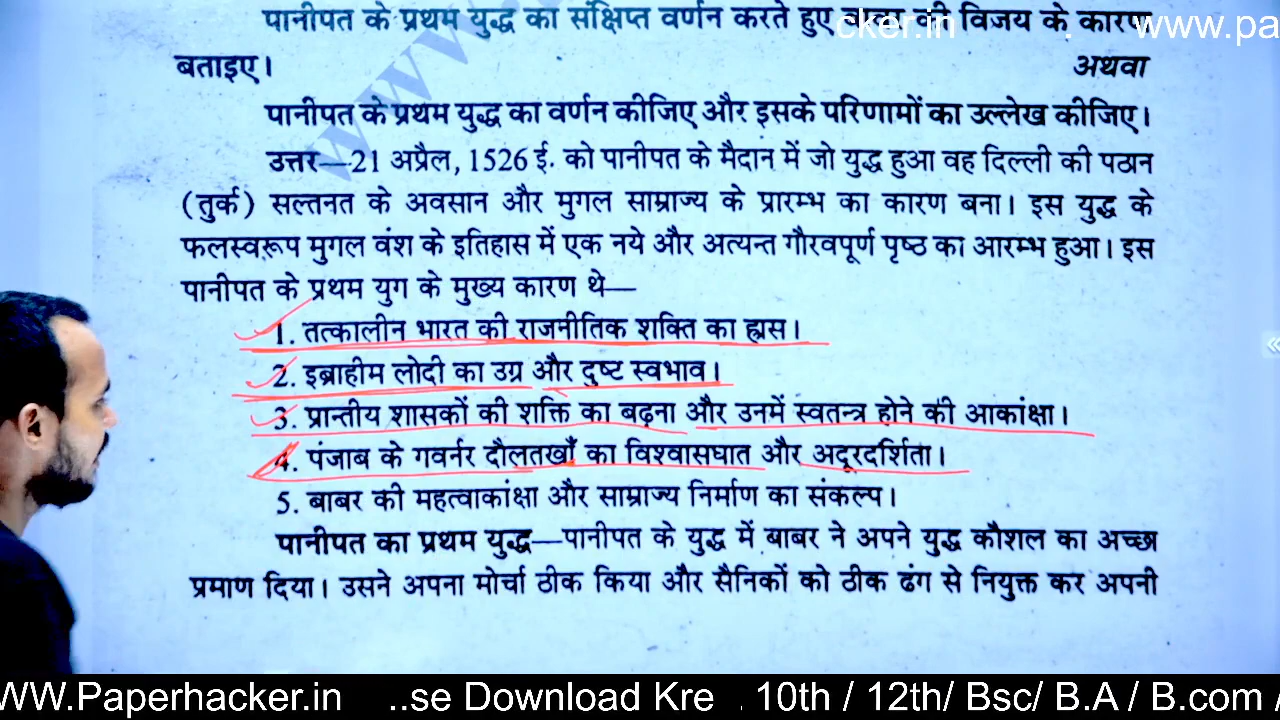 पानीपत के प्रथम युद्ध का संक्षिप्त वर्णन करते हुए की विजय के कारण
cker.in www.pa
बताइए। अथवा
पानीपत के प्रथम युद्ध का वर्णन कीजिए और इसके परिणामों का उल्लेख कीजिए।
उत्तर—21 अप्रैल, 1526 ई. को पानीपत के मैदान में जो युद्ध हुआ वह दिल्ली की पठान
(तुर्क) सल्तनत के अवसान और मुगल साम्राज्य के प्रारम्भ का कारण बना। इस युद्ध के
फलस्वरूप मुगल वंश के इतिहास में एक नये और अत्यन्त गौरवपूर्ण पृष्ठ का आरम्भ हुआ। इस
पानीपत के प्रथम युग के मुख्य कारण थे—
1. तत्कालीन भारत की राजनीतिक शक्ति का ह्रास।
2. इब्राहीम लोदी का उग्र और दुष्ट स्वभाव।
3. प्रान्तीय शासकों की शक्ति का बढ़ना और उनमें स्वतन्त्र होने की आकांक्षा।
4. पंजाब के गवर्नर दौलतखाँ का विश्वासघात और अदूरदर्शिता।
5. बाबर की महत्वाकांक्षा और साम्राज्य निर्माण का संकल्प।
पानीपत का प्रथम युद्ध—पानीपत के युद्ध में बाबर ने अपने युद्ध कौशल का अच्छा
प्रमाण दिया। उसने अपना मोर्चा ठीक किया और सैनिकों को ठीक ढंग से नियुक्त कर अपनी
WW.Paperhacker.in ..se Download Kre . 10th / 12th/ Bsc/ B.A / B.com /